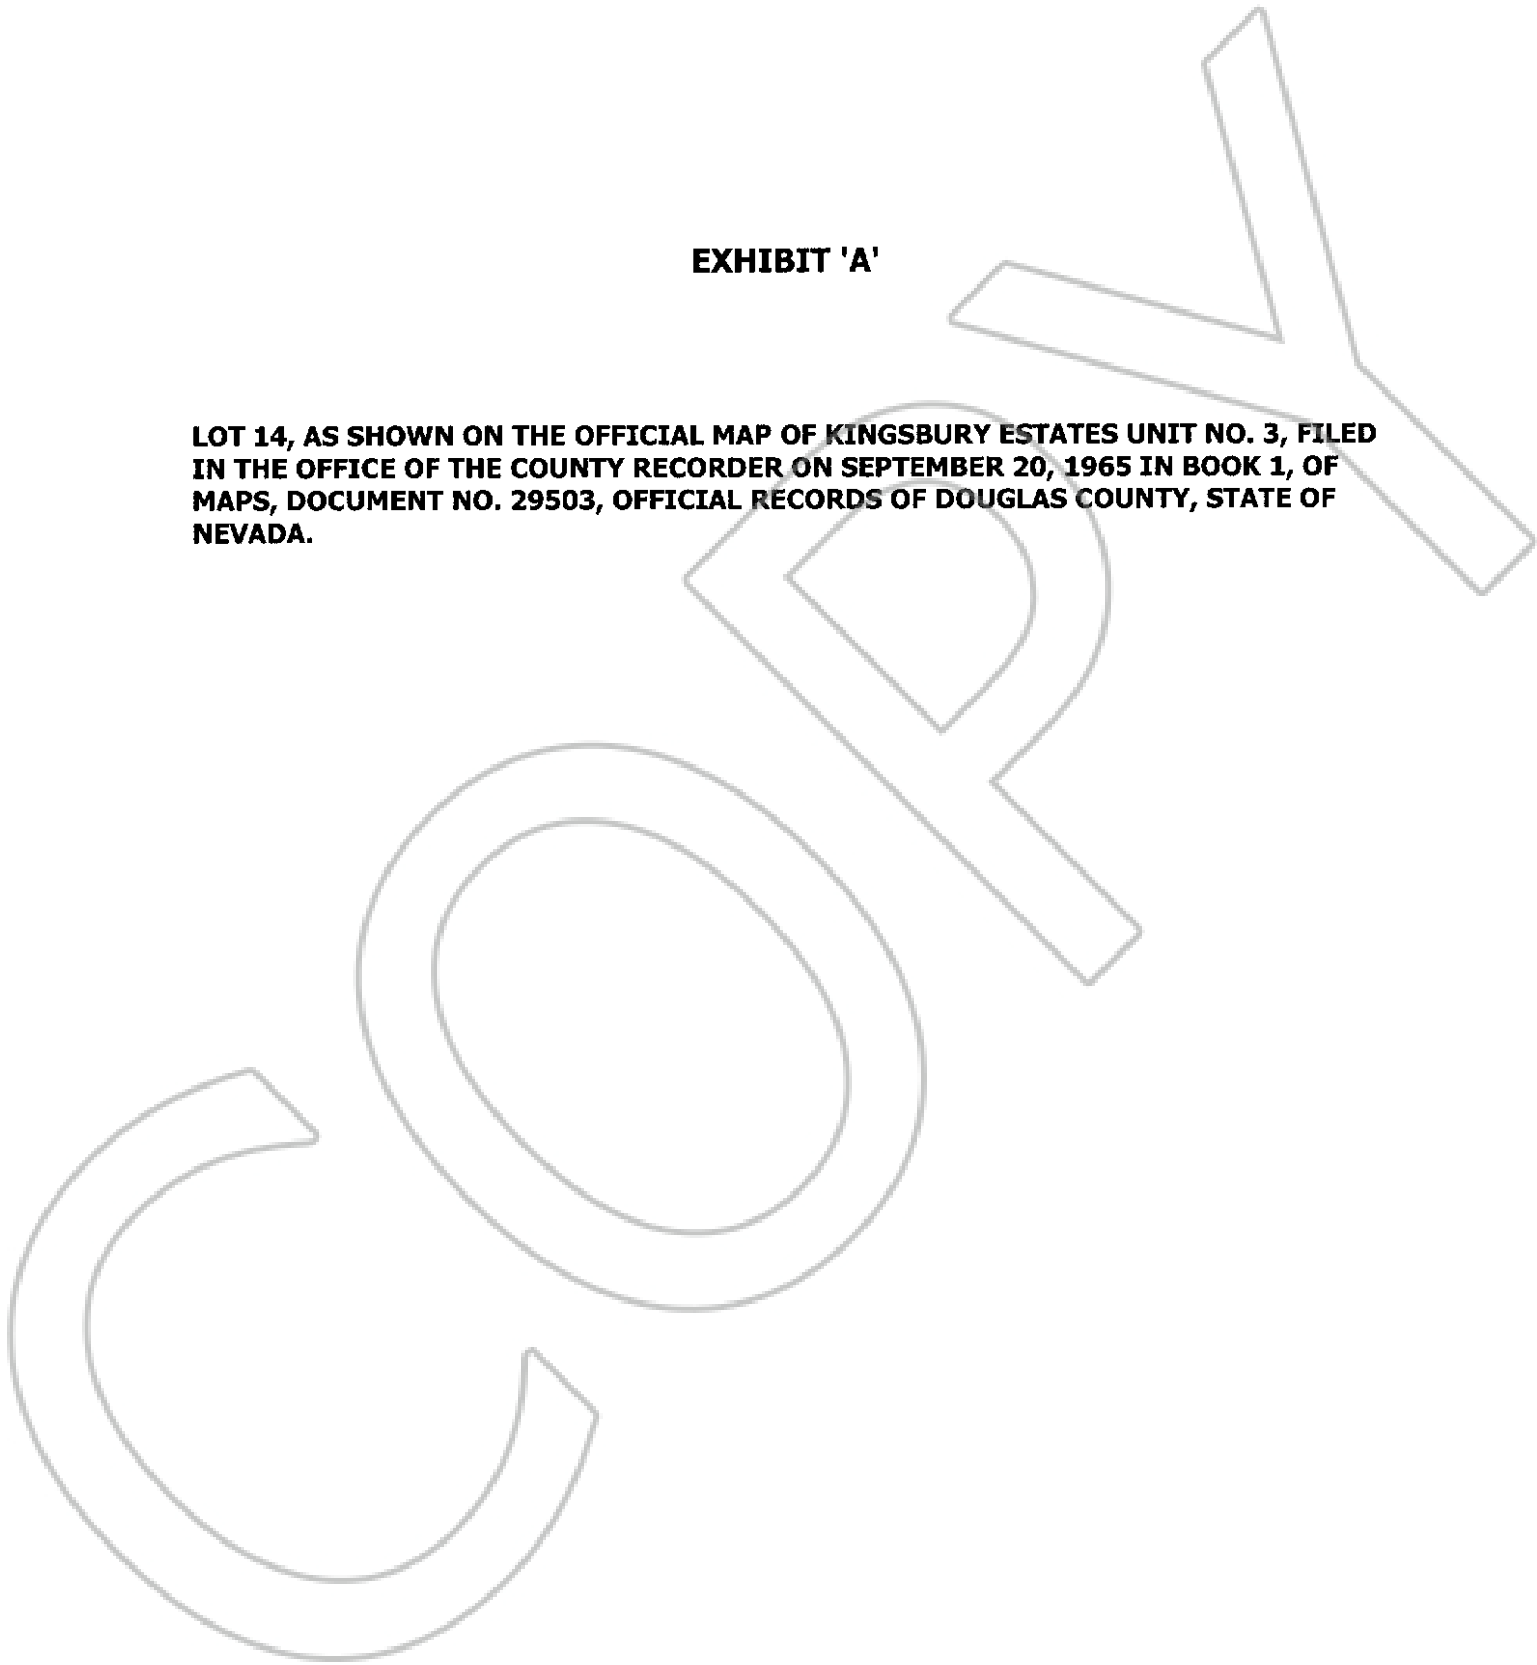 EXHIBIT 'A'
LOT 14, AS SHOWN ON THE OFFICIAL MAP OF KINGSBURY ESTATES UNIT NO. 3, FILED
IN THE OFFICE OF THE COUNTY RECORDER ON SEPTEMBER 20, 1965 IN BOOK 1, OF
MAPS, DOCUMENT NO. 29503, OFFICIAL RECORDS OF DOUGLAS COUNTY, STATE OF
NEVADA.
COPY